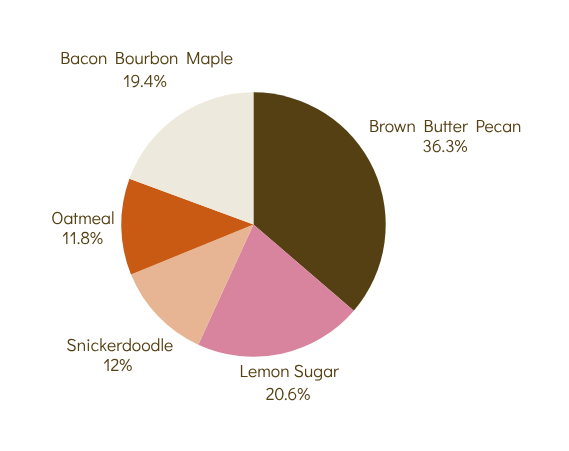 Bacon Bourbon Maple
19.4%
Brown Butter Pecan
36.3%
Oatmeal
11.8%
Snickerdoodle
12%
Lemon Sugar
20.6%